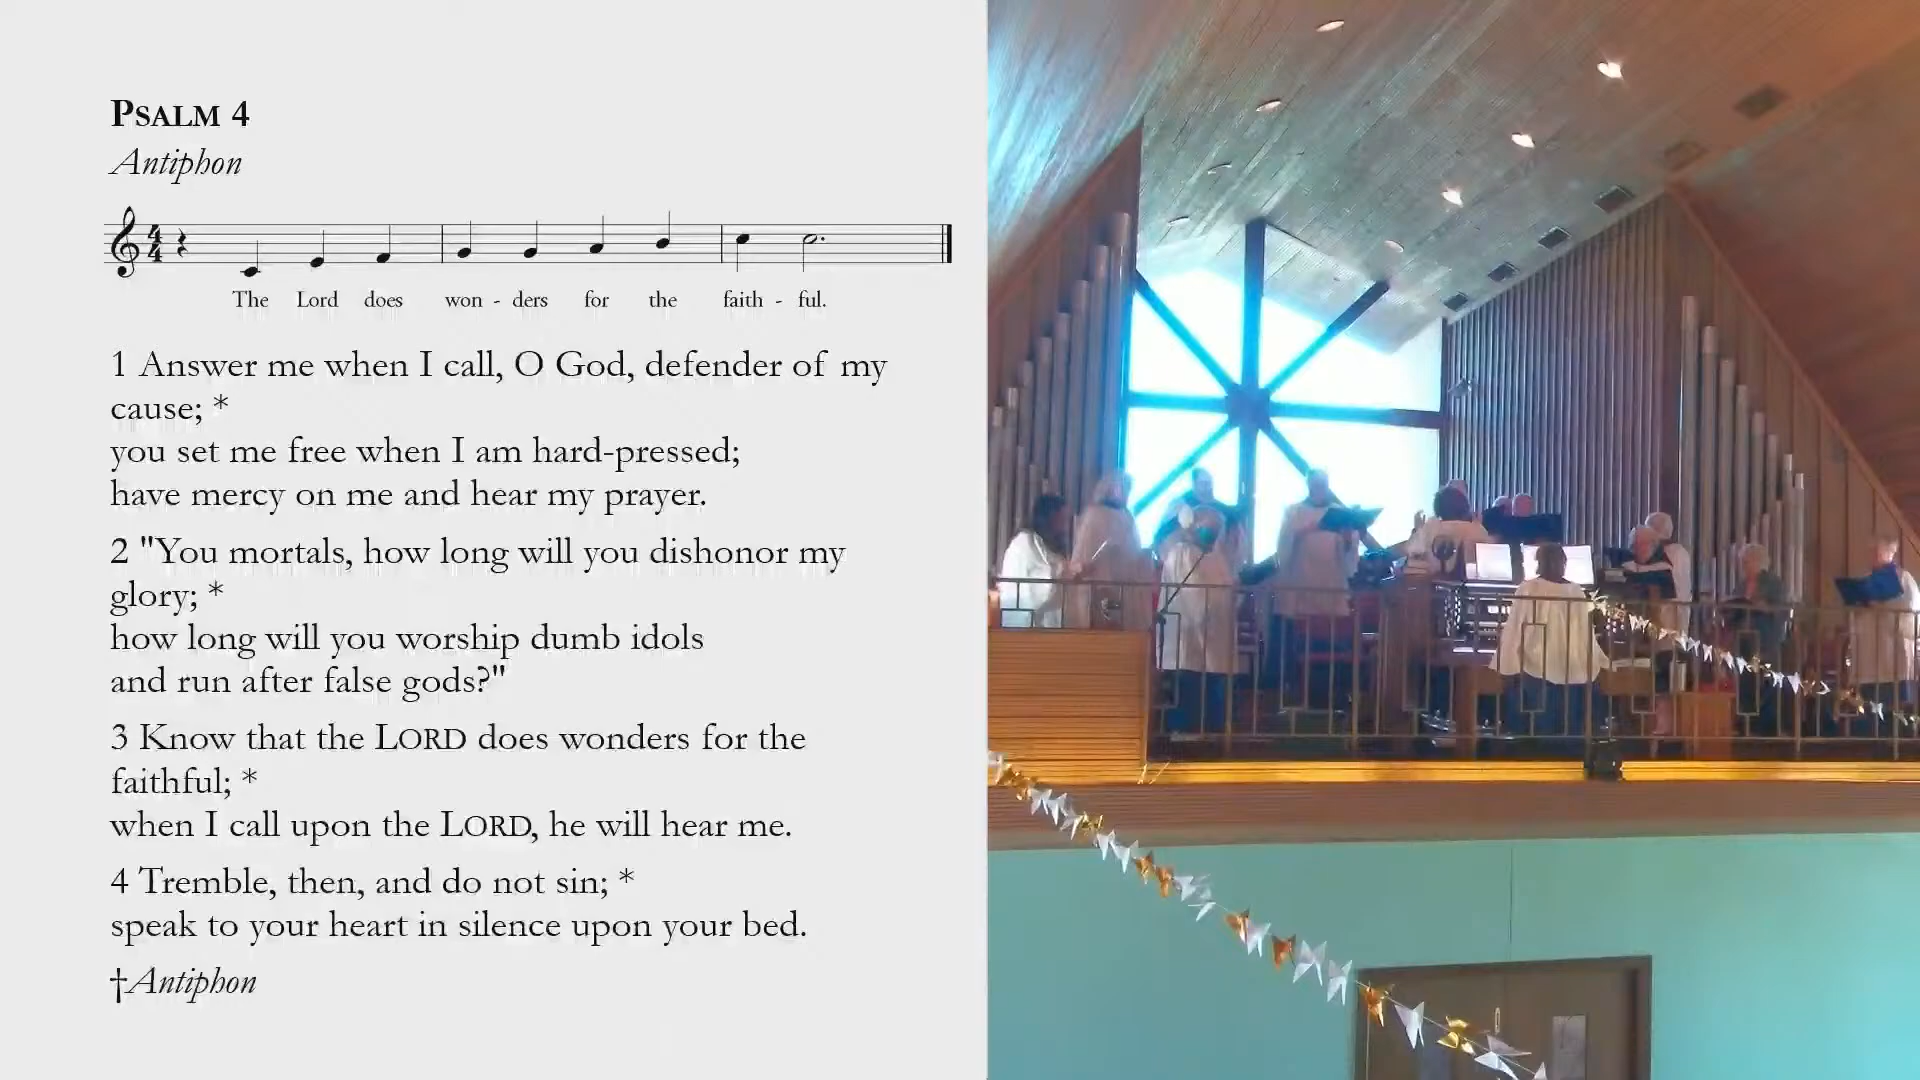 PSALM 4
Antiphon
4
4
The Lord does won - ders for the faith - ful.
1 Answer me when I call, O God, defender of my
cause; *
you set me free when I am hard-pressed;
have mercy on me and hear my prayer.
2 "You mortals, how long will you dishonor my
glory; *
how long will you worship dumb idols
and run after false gods?"
3 Know that the LORD does wonders for the
faithful; *
when I call upon the LORD, he will hear me.
4 Tremble, then, and do not sin; *
speak to your heart in silence upon your bed.
†Antiphon